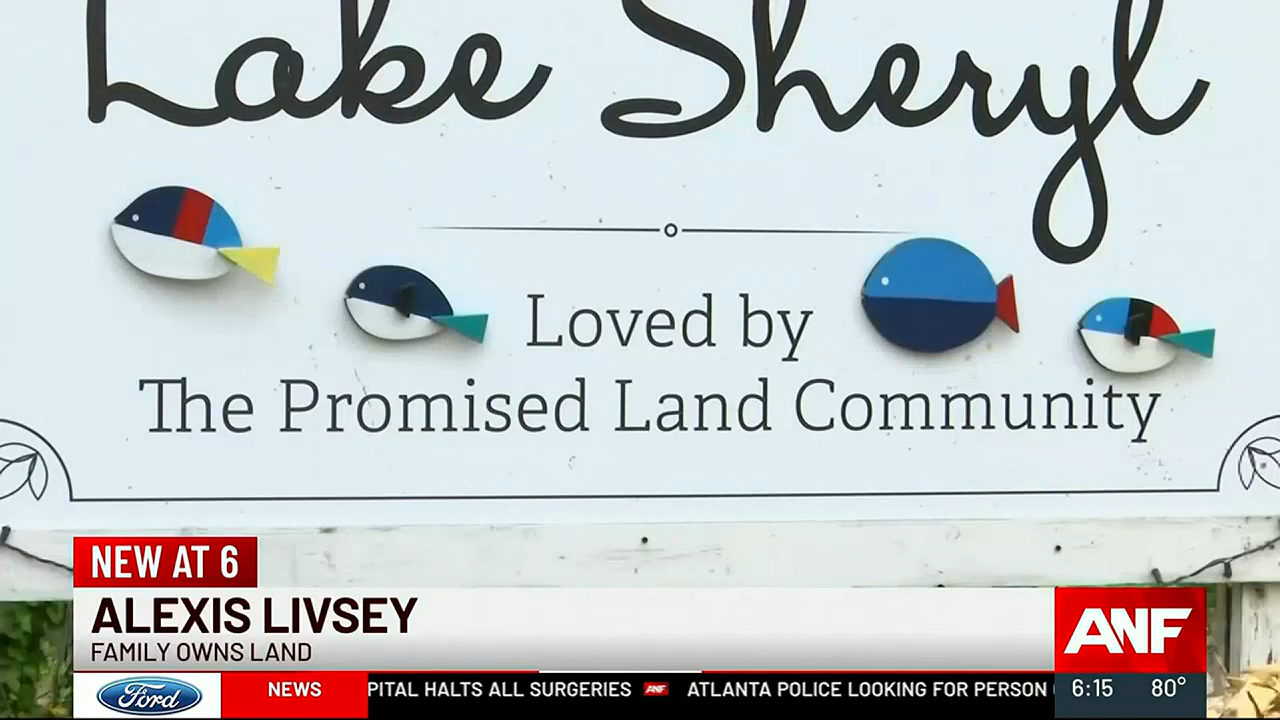 Lake Sheryl
Loved by
The Promised Land Community
NEW AT 6
ALEXIS LIVSEY
FAMILY OWNS LAND
ANF
Ford
NEWS
PITAL HALTS ALL SURGERIES ANF ATLANTA POLICE LOOKING FOR PERSON
6:15 80°